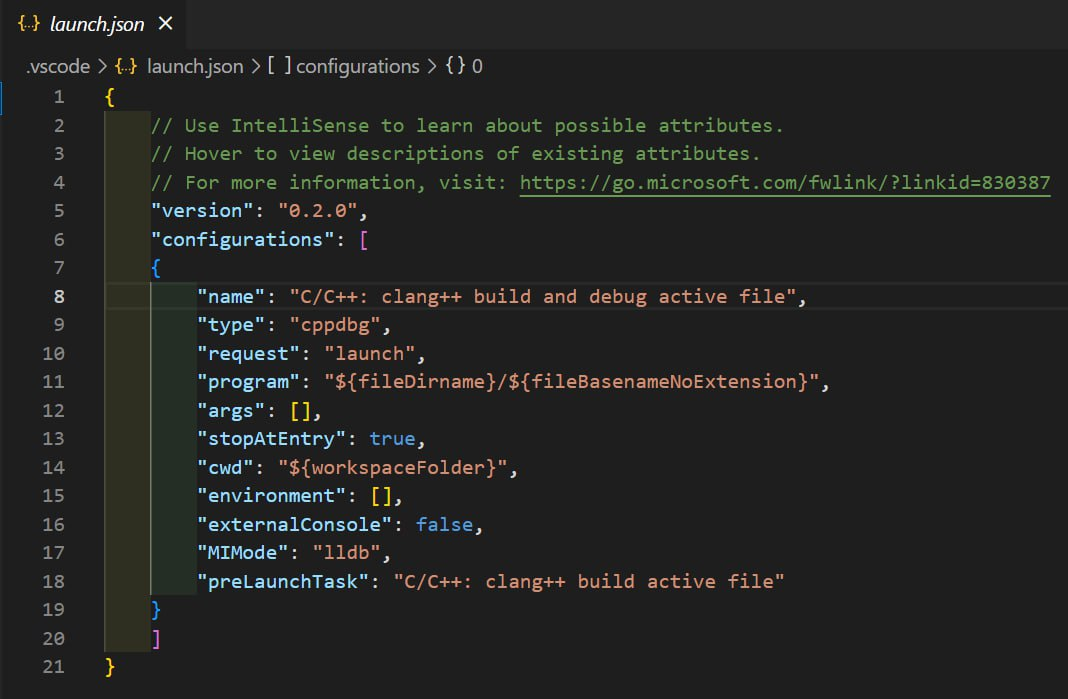 {..} launch.json ×
.vscode > {..} launch.json > [ ] configurations > {} 0
1 {
2 // Use IntelliSense to learn about possible attributes.
3 // Hover to view descriptions of existing attributes.
4 // For more information, visit: https://go.microsoft.com/fwlink/?linkid=830387
5 "version": "0.2.0",
6 "configurations": [
7 {
8 "name": "C/C++: clang++ build and debug active file",
9 "type": "cppdbg",
10 "request": "launch",
11 "program": "${fileDirname}/${fileBasenameNoExtension}",
12 "args": [],
13 "stopAtEntry": true,
14 "cwd": "${workspaceFolder}",
15 "environment": [],
16 "externalConsole": false,
17 "MIMode": "lldb",
18 "preLaunchTask": "C/C++: clang++ build active file"
19 }
20 ]
21 }